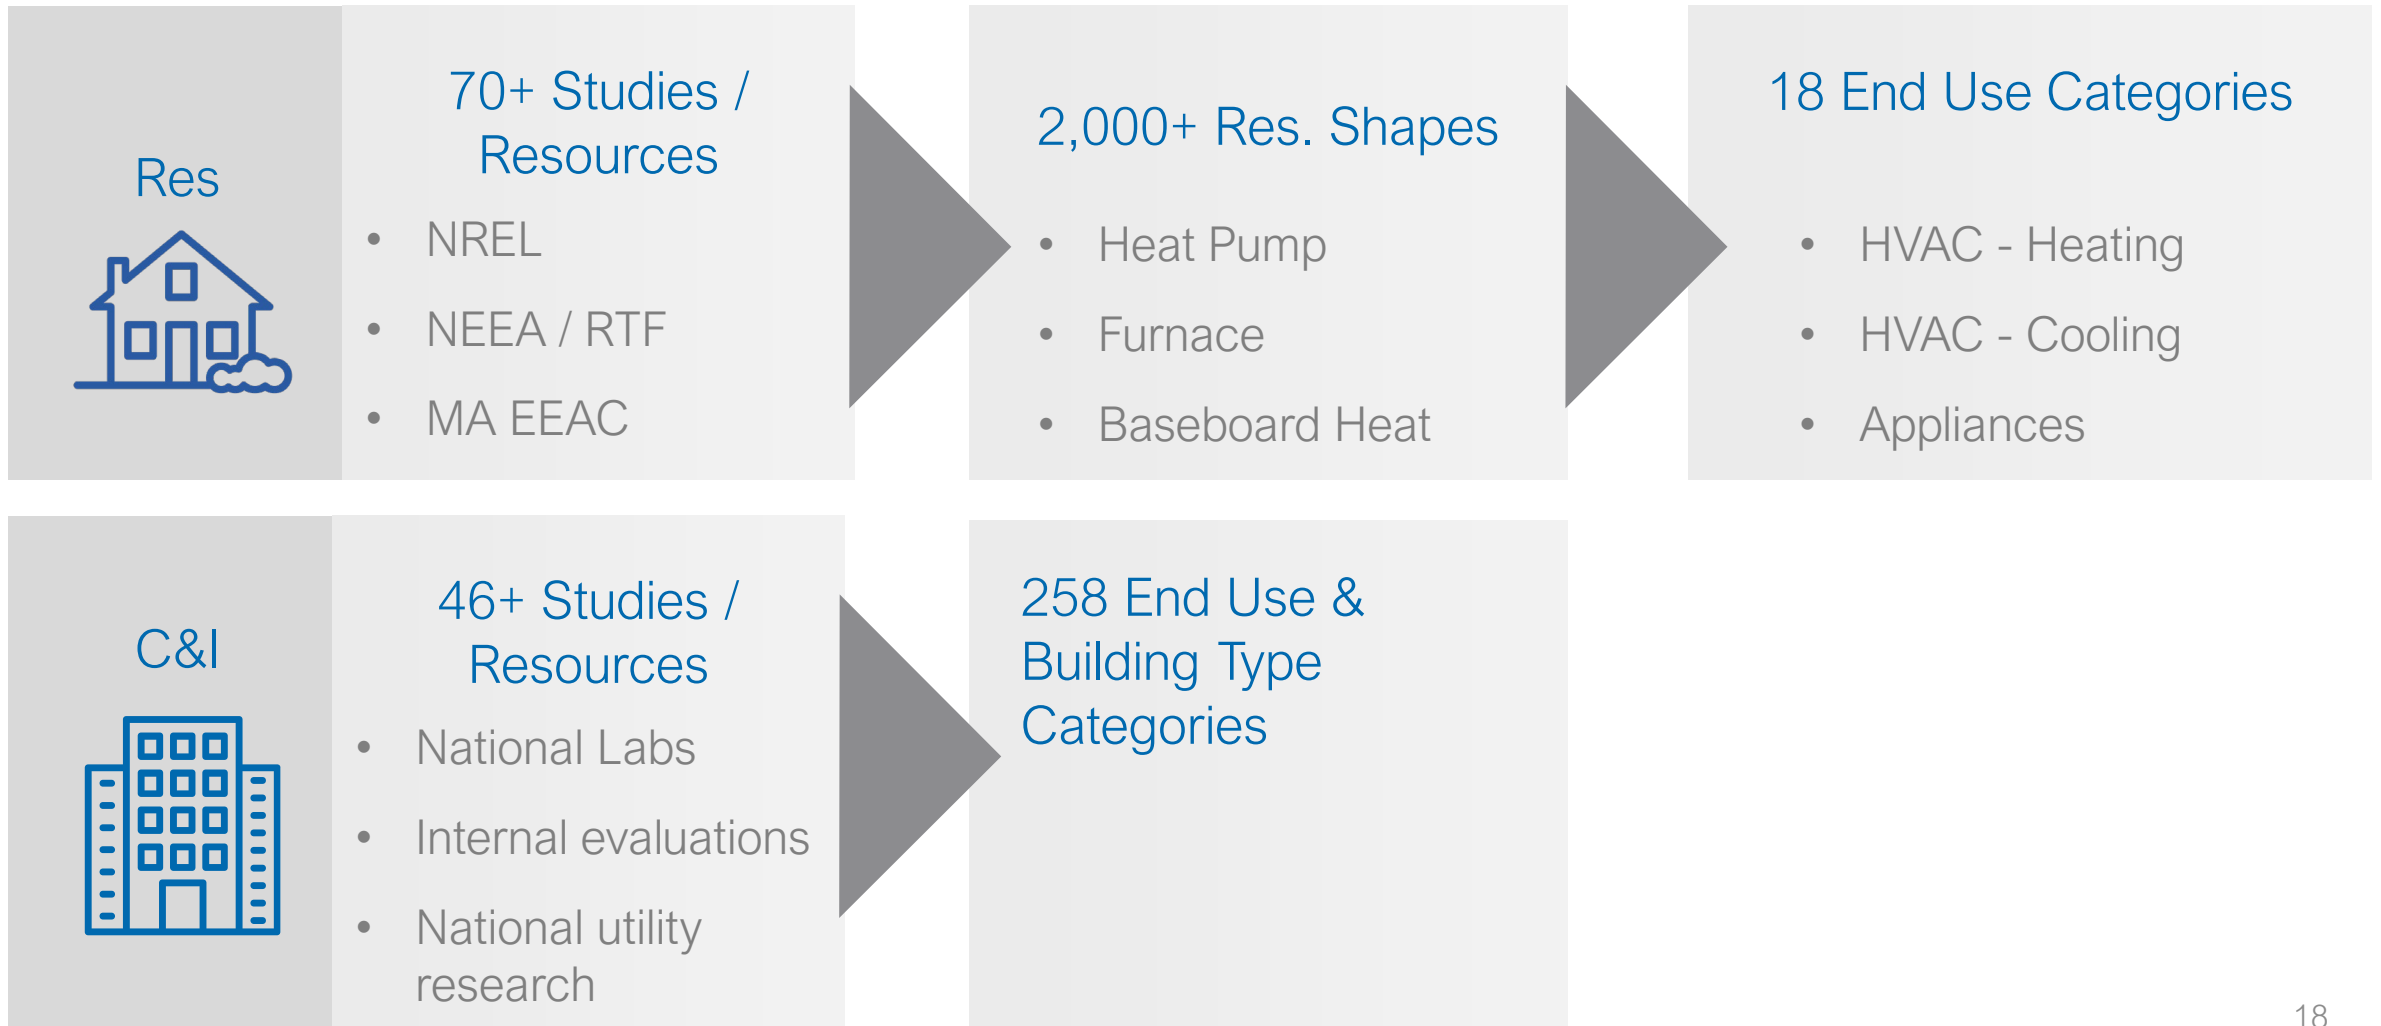 Res
70+ Studies /
Resources
• NREL
• NEEA / RTF
• MA EEAC
2,000+ Res. Shapes
• Heat Pump
• Furnace
• Baseboard Heat
18 End Use Categories
• HVAC - Heating
• HVAC - Cooling
• Appliances
C&I
46+ Studies /
Resources
• National Labs
• Internal evaluations
• National utility
research
258 End Use &
Building Type
Categories
18